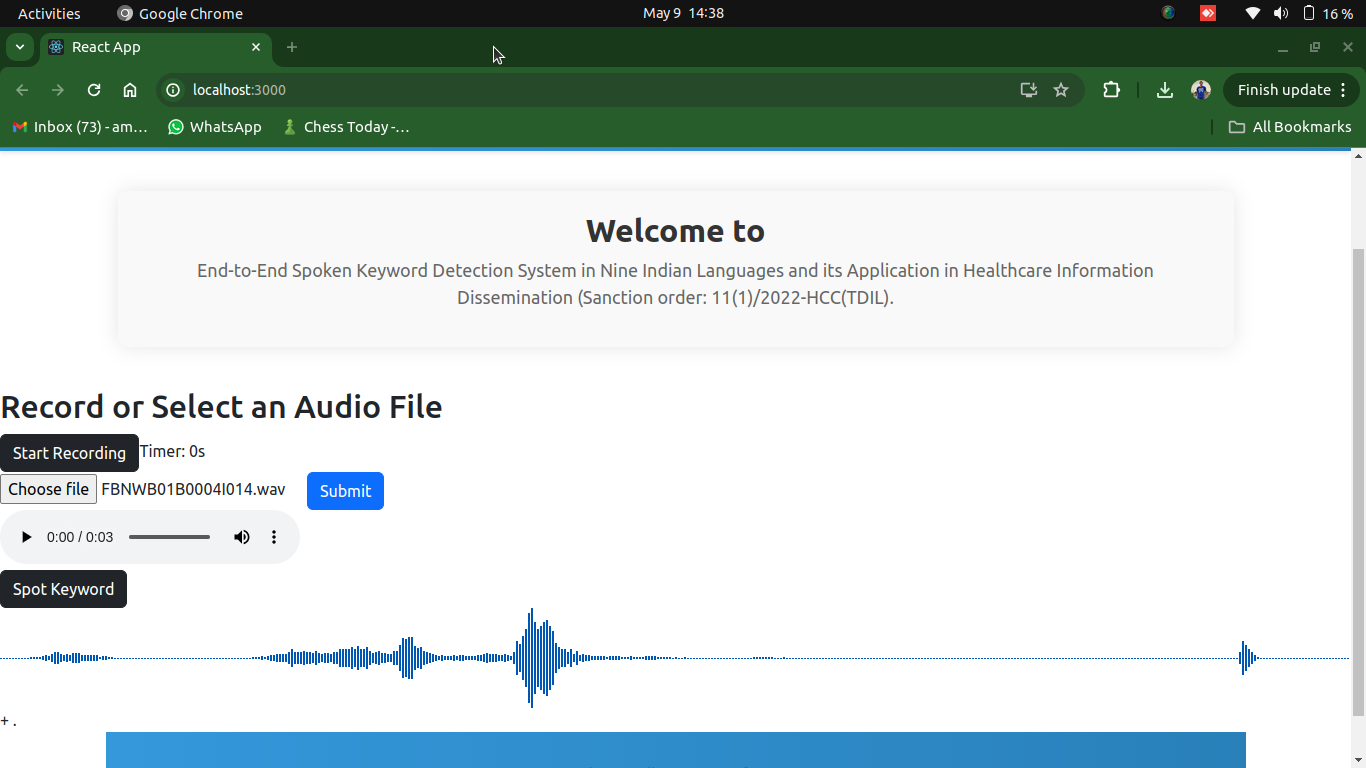 Activities Google Chrome May 9 14:38 16 %
React App
localhost:3000 Finish update
Inbox (73) - am... WhatsApp Chess Today -... All Bookmarks
Welcome to
End-to-End Spoken Keyword Detection System in Nine Indian Languages and its Application in Healthcare Information
Dissemination (Sanction order: 11(1)/2022-HCC(TDIL).
Record or Select an Audio File
Start Recording Timer: 0s
Choose file FBNWB01B0004I014.wav Submit
0:00 / 0:03
Spot Keyword
+ .